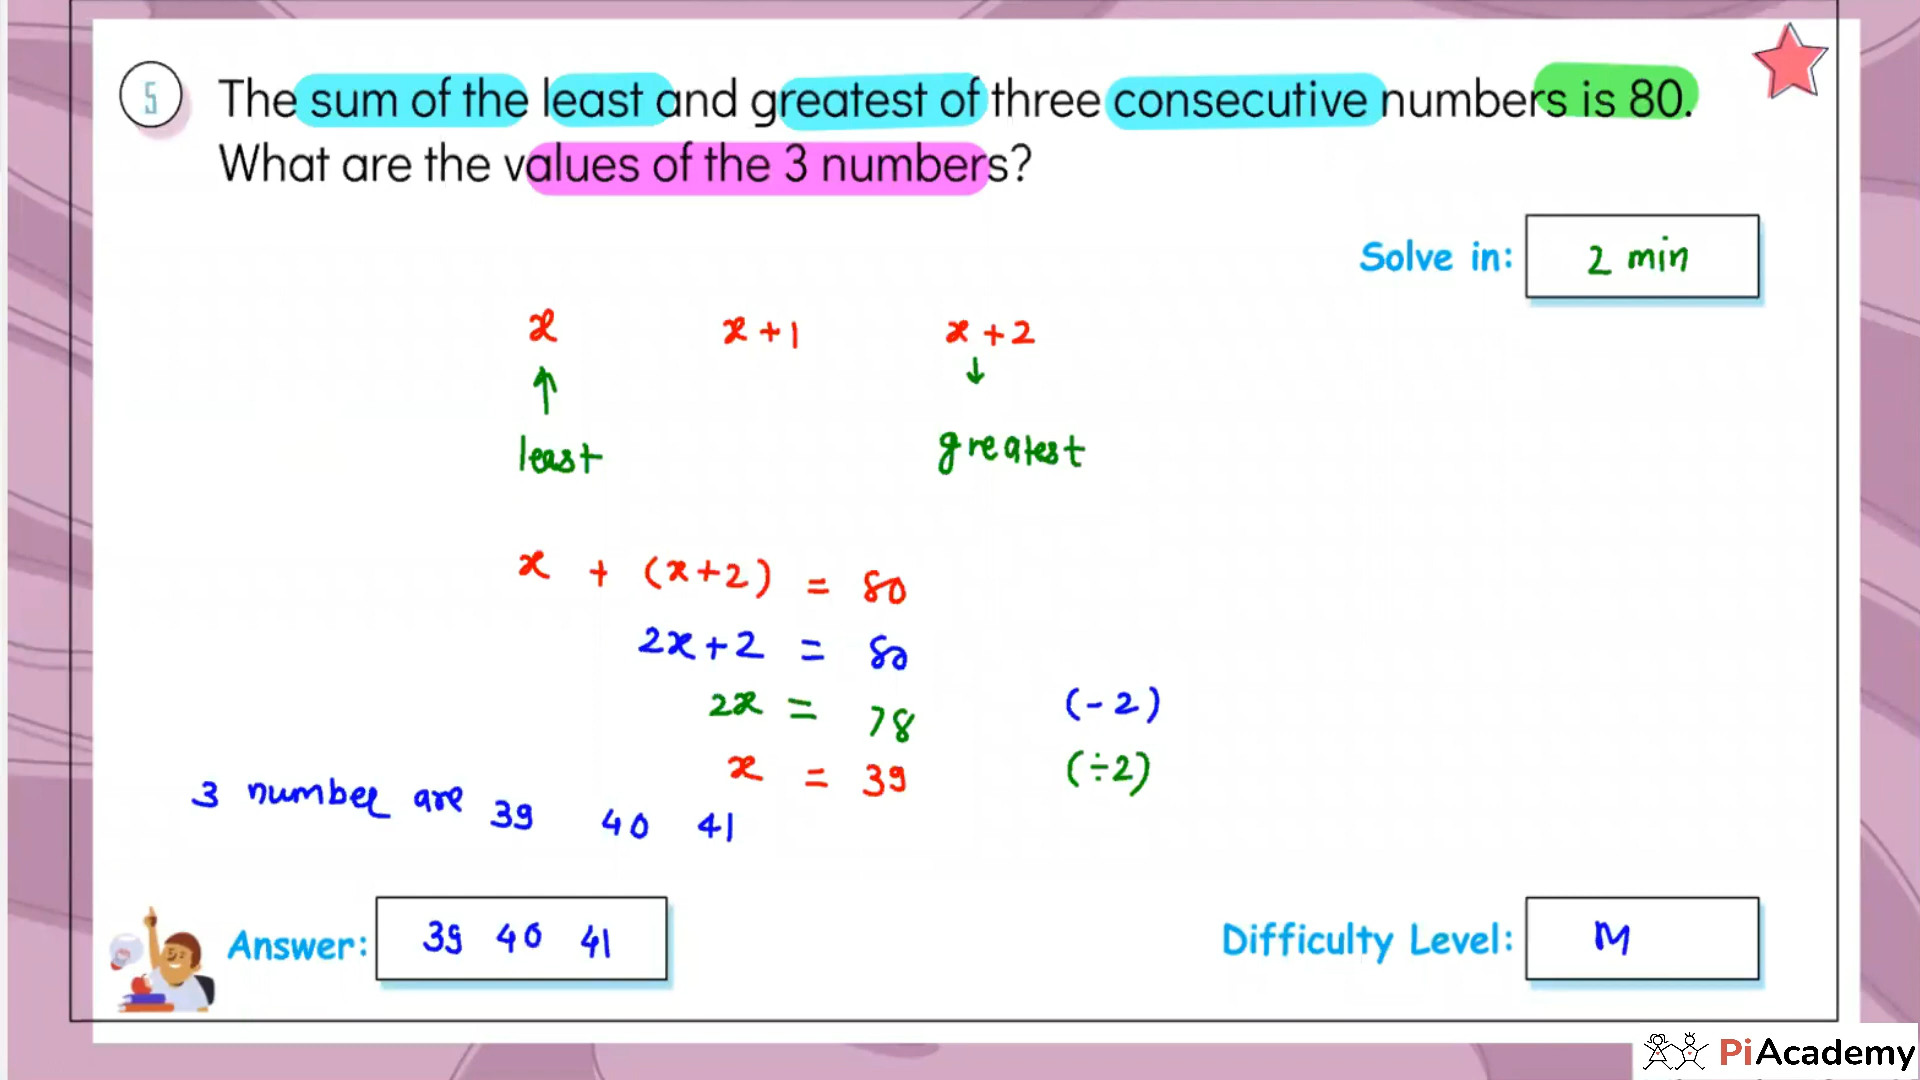 5 The sum of the least and greatest of three consecutive numbers is 80.
What are the values of the 3 numbers?
Solve in: 2 min
x x+1 x+2
least greatest
x + (x+2) = 80
2x+2 = 80
2x = 78 (-2)
x = 39 (÷2)
3 number are 39 40 41
Answer: 39 40 41
Difficulty Level: M
PiAcademy